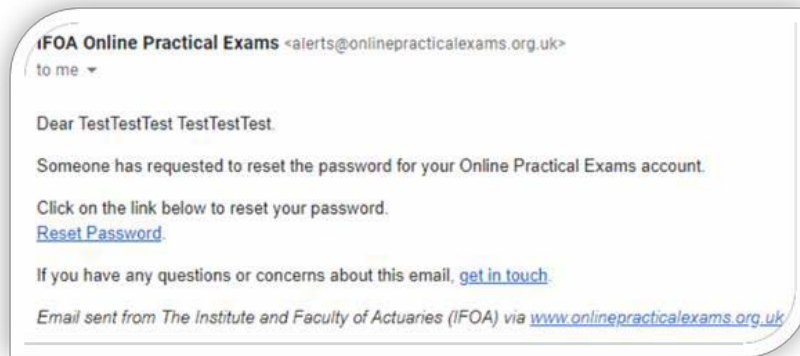 IFOA Online Practical Exams <alerts@onlinepracticalexams.org.uk>
to me
Dear TestTestTest TestTestTest.
Someone has requested to reset the password for your Online Practical Exams account.
Click on the link below to reset your password.
Reset Password.
If you have any questions or concerns about this email, get in touch.
Email sent from The Institute and Faculty of Actuaries (IFOA) via www.onlinepracticalexams.org.uk